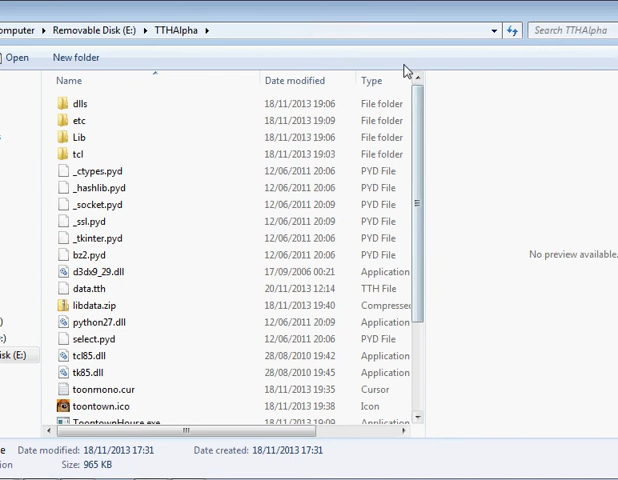 omputer ▸ Removable Disk (E:) ▸ TTHAlpha ▸ Search TTHAlpha
Open New folder
Name Date modified Type
dlls 18/11/2013 19:06 File folder
etc 18/11/2013 19:09 File folder
Lib 18/11/2013 19:06 File folder
tcl 18/11/2013 19:03 File folder
_ctypes.pyd 12/06/2011 20:06 PYD File
_hashlib.pyd 12/06/2011 20:06 PYD File
_socket.pyd 12/06/2011 20:06 PYD File
_ssl.pyd 12/06/2011 20:09 PYD File
_tkinter.pyd 12/06/2011 20:06 PYD File
bz2.pyd 12/06/2011 20:06 PYD File
No preview available.
d3dx9_29.dll 17/09/2006 00:21 Application
data.tth 20/11/2013 12:14 TTH File
libdata.zip 18/11/2013 19:40 Compressed
) python27.dll 12/06/2011 20:09 Application
:) select.pyd 12/06/2011 20:06 PYD File
isk (E:) tcl85.dll 28/08/2010 19:42 Application
tk85.dll 28/08/2010 19:45 Application
toonmono.cur 18/11/2013 19:35 Cursor
toontown.ico 18/11/2013 19:38 Icon
ToontownHouse.exe 18/11/2013 19:09 Application
e Date modified: 18/11/2013 17:31 Date created: 18/11/2013 17:31
ion Size: 965 KB